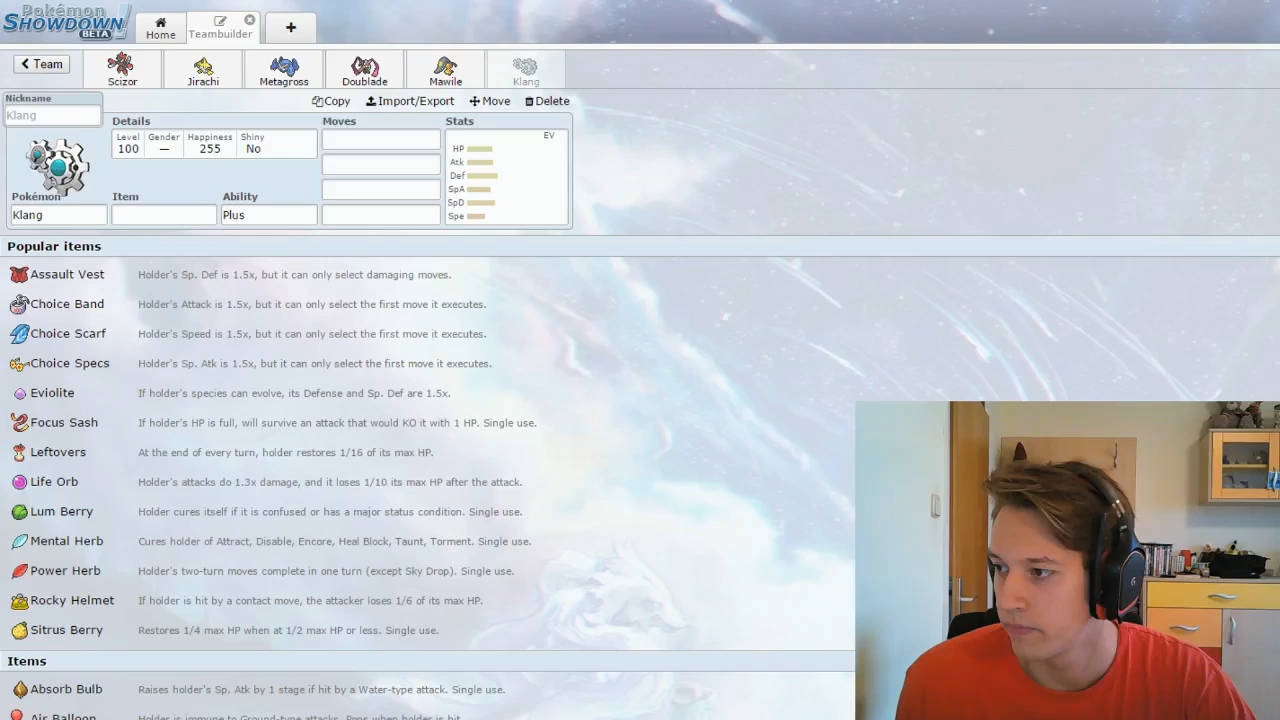 Pokémon
SHOWDOWN!
BETA
Home
Teambuilder
+
Team
Scizor
Jirachi
Metagross
Doublade
Mawile
Klang
Nickname
Klang
Copy Import/Export Move Delete
Details
Level Gender Happiness Shiny
100 — 255 No
Moves
Stats
EV
HP
Atk
Def
SpA
SpD
Spe
Pokémon Item Ability
Klang Plus
Popular items
Assault Vest Holder's Sp. Def is 1.5x, but it can only select damaging moves.
Choice Band Holder's Attack is 1.5x, but it can only select the first move it executes.
Choice Scarf Holder's Speed is 1.5x, but it can only select the first move it executes.
Choice Specs Holder's Sp. Atk is 1.5x, but it can only select the first move it executes.
Eviolite If holder's species can evolve, its Defense and Sp. Def are 1.5x.
Focus Sash If holder's HP is full, will survive an attack that would KO it with 1 HP. Single use.
Leftovers At the end of every turn, holder restores 1/16 of its max HP.
Life Orb Holder's attacks do 1.3x damage, and it loses 1/10 its max HP after the attack.
Lum Berry Holder cures itself if it is confused or has a major status condition. Single use.
Mental Herb Cures holder of Attract, Disable, Encore, Heal Block, Taunt, Torment. Single use.
Power Herb Holder's two-turn moves complete in one turn (except Sky Drop). Single use.
Rocky Helmet If holder is hit by a contact move, the attacker loses 1/6 of its max HP.
Sitrus Berry Restores 1/4 max HP when at 1/2 max HP or less. Single use.
Items
Absorb Bulb Raises holder's Sp. Atk by 1 stage if hit by a Water-type attack. Single use.
Air Balloon Holder is immune to Ground-type attacks. Pops when holder is hit.